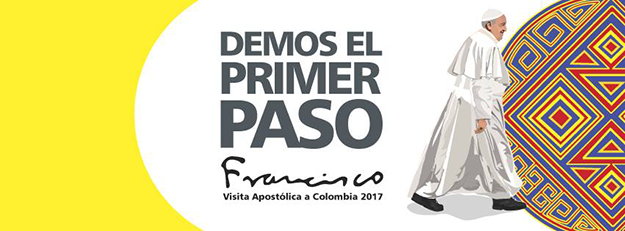 DEMOS EL
PRIMER
PASO
Francisco
Visita Apostólica a Colombia 2017